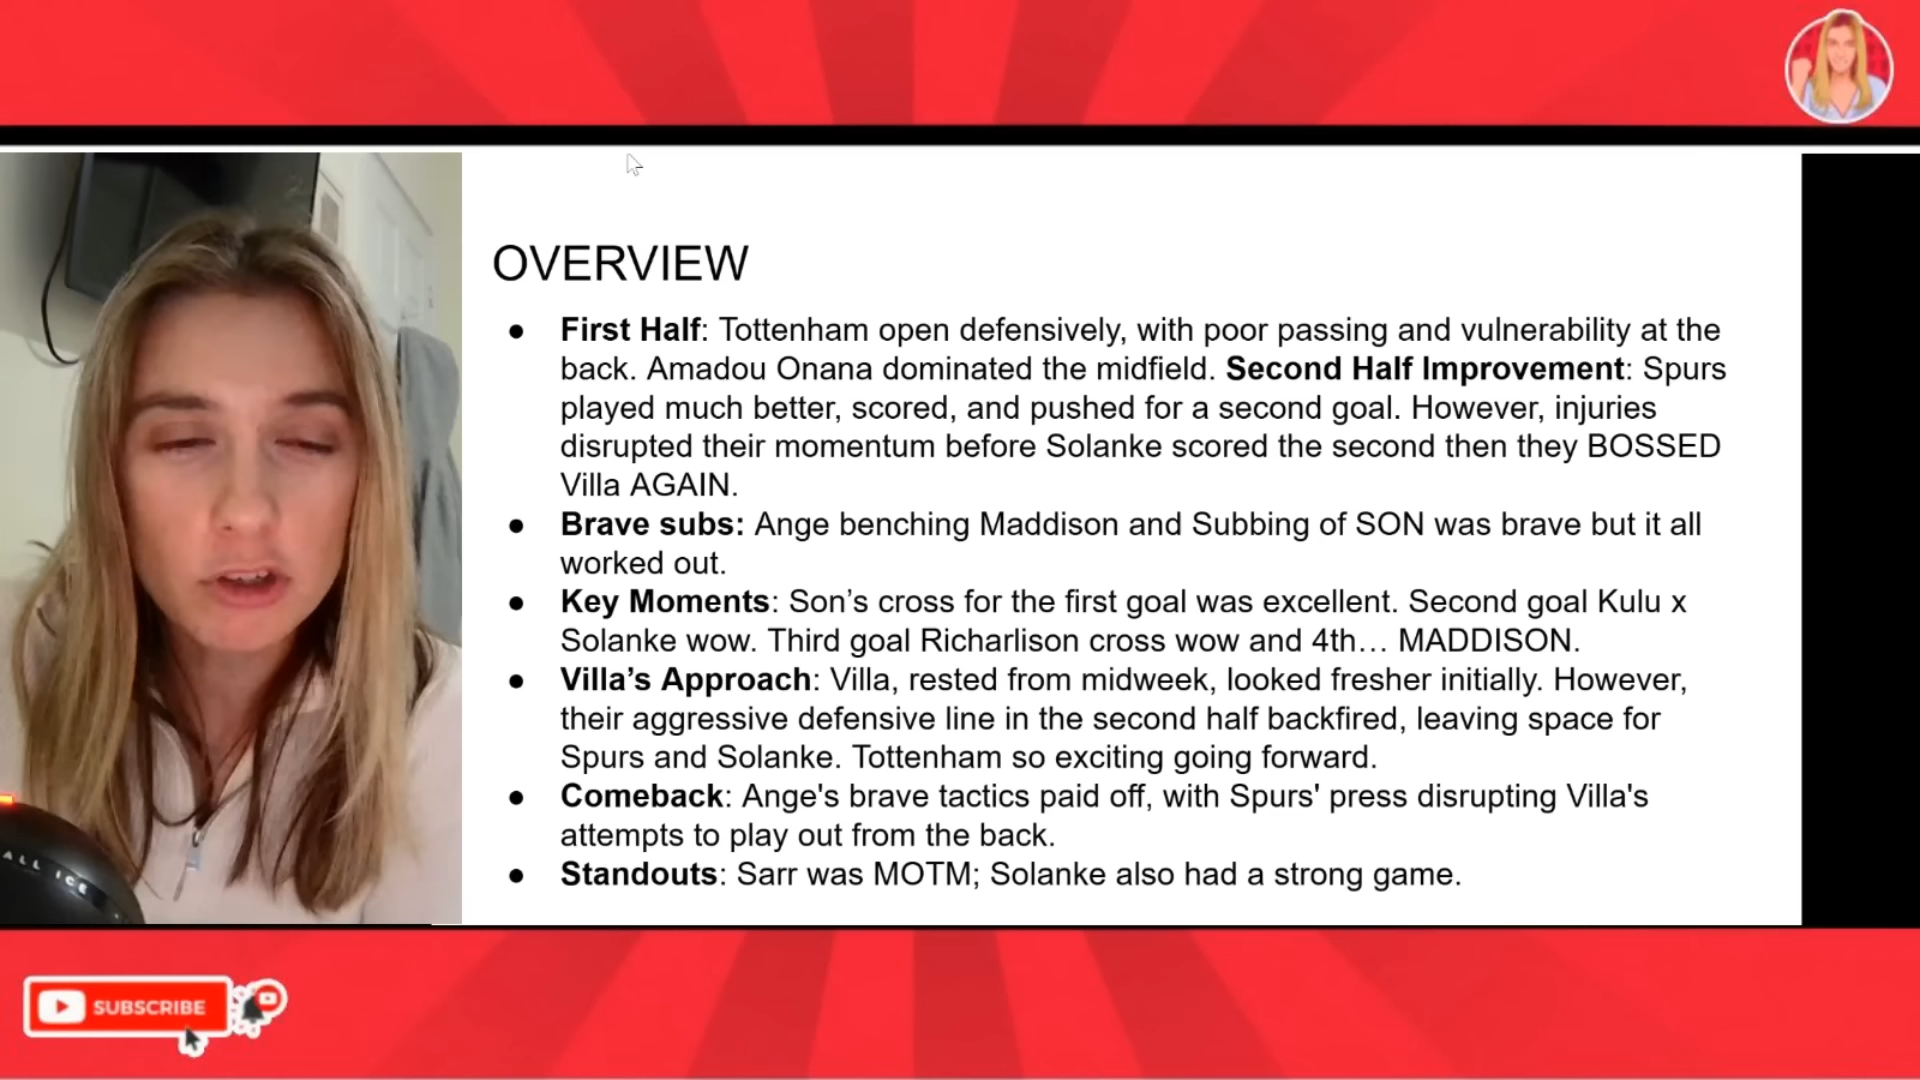 OVERVIEW
● First Half: Tottenham open defensively, with poor passing and vulnerability at the
back. Amadou Onana dominated the midfield. Second Half Improvement: Spurs
played much better, scored, and pushed for a second goal. However, injuries
disrupted their momentum before Solanke scored the second then they BOSSED
Villa AGAIN.
● Brave subs: Ange benching Maddison and Subbing of SON was brave but it all
worked out.
● Key Moments: Son’s cross for the first goal was excellent. Second goal Kulu x
Solanke wow. Third goal Richarlison cross wow and 4th… MADDISON.
● Villa’s Approach: Villa, rested from midweek, looked fresher initially. However,
their aggressive defensive line in the second half backfired, leaving space for
Spurs and Solanke. Tottenham so exciting going forward.
● Comeback: Ange's brave tactics paid off, with Spurs' press disrupting Villa's
attempts to play out from the back.
● Standouts: Sarr was MOTM; Solanke also had a strong game.
ALL ICE
SUBSCRIBE